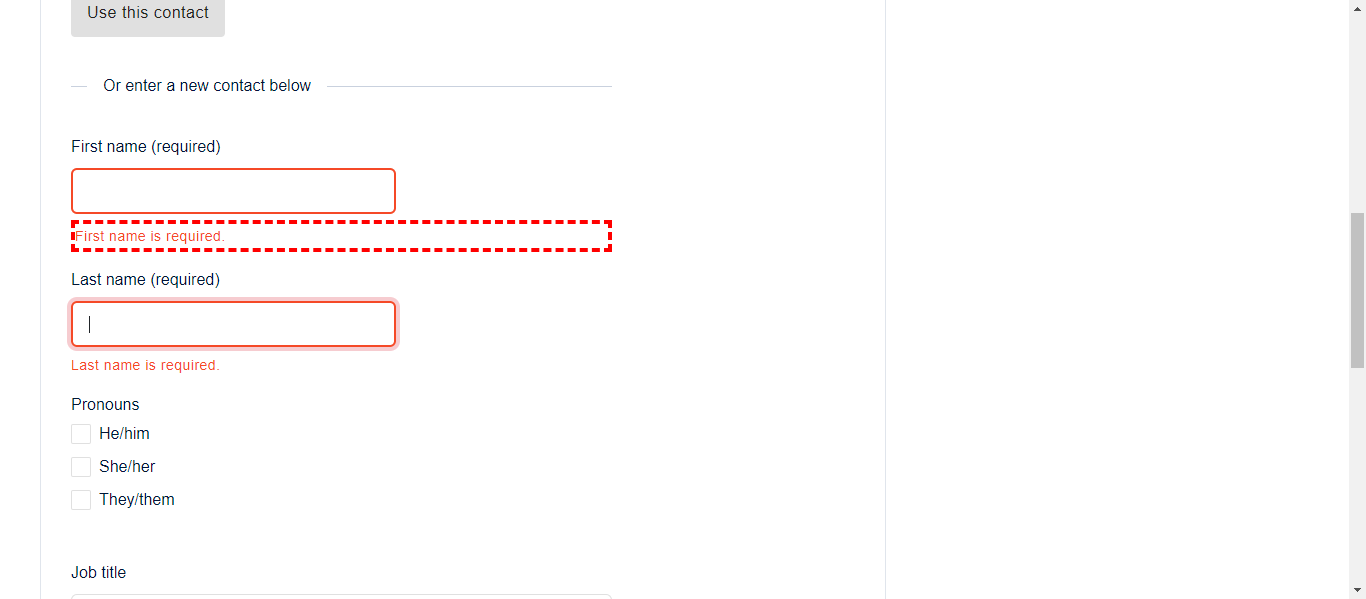 Use this contact
Or enter a new contact below
First name (required)
First name is required.
Last name (required)
Last name is required.
Pronouns
He/him
She/her
They/them
Job title